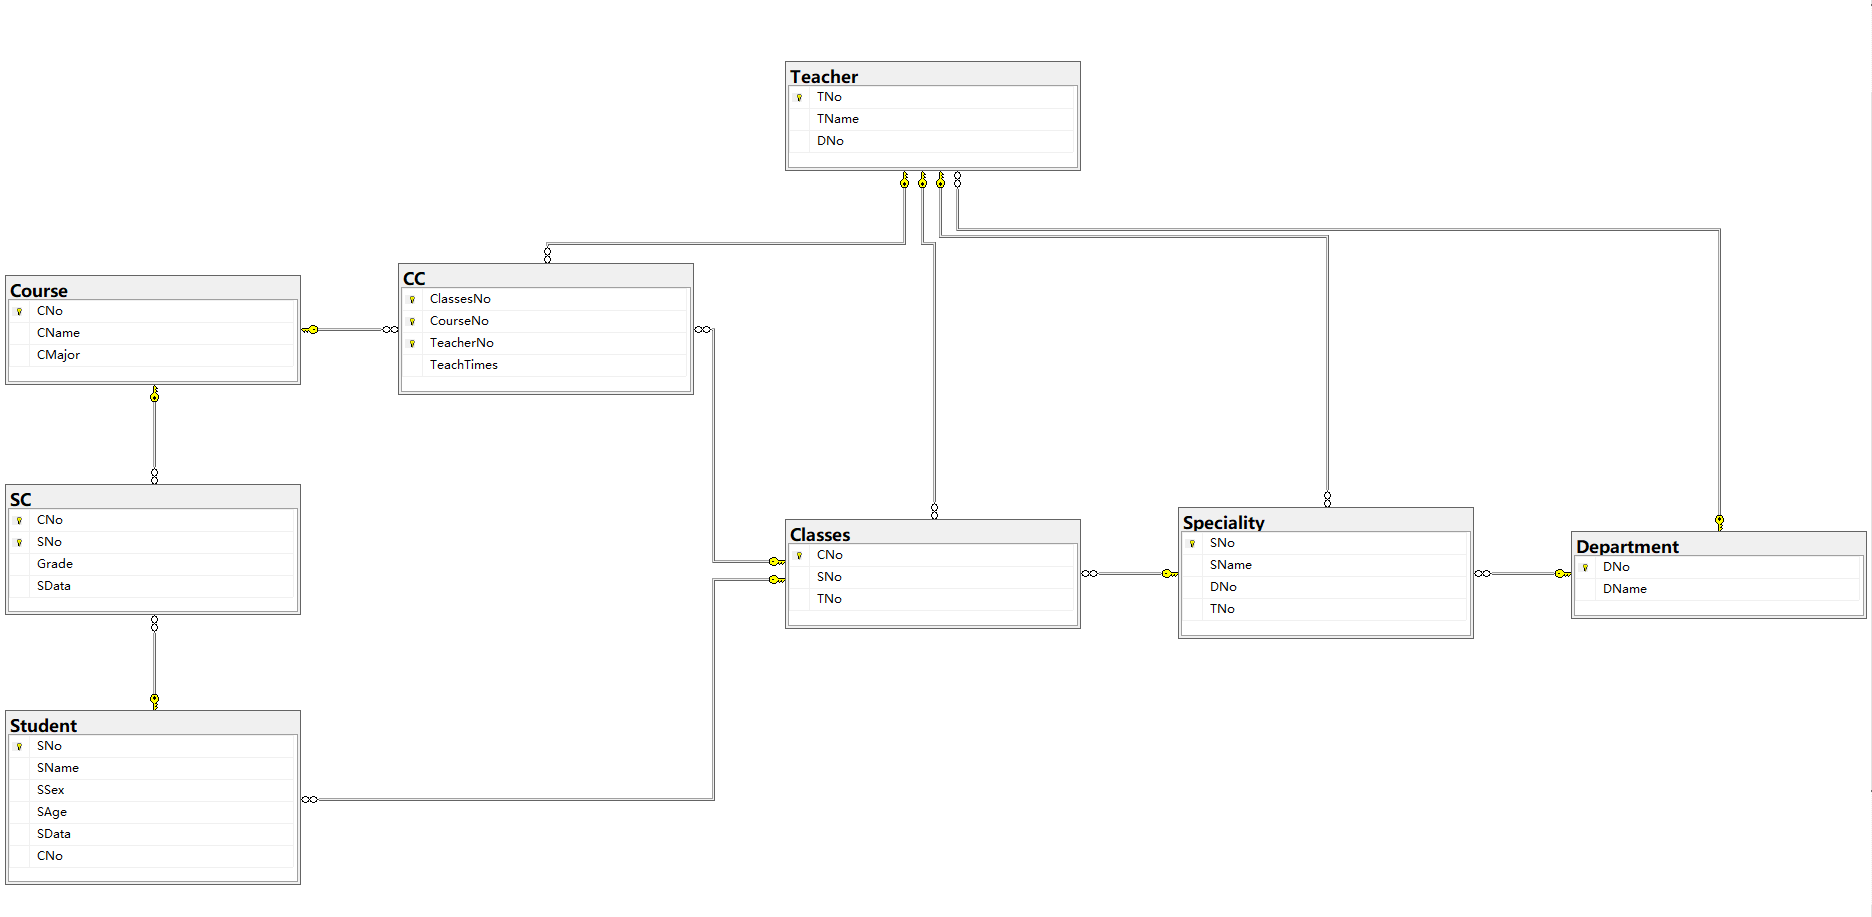 Teacher
TNo
TName
DNo
Course
CNo
CName
CMajor
CC
ClassesNo
CourseNo
TeacherNo
TeachTimes
SC
CNo
SNo
Grade
SData
Classes
CNo
SNo
TNo
Speciality
SNo
SName
DNo
TNo
Department
DNo
DName
Student
SNo
SName
SSex
SAge
SData
CNo